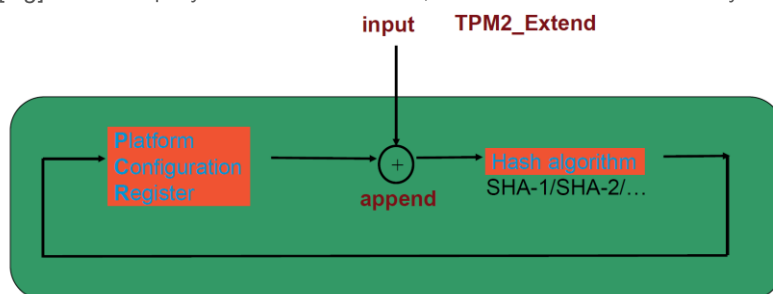 input TPM2_Extend
Platform
Configuration
Register
+
append
Hash algorithm
SHA-1/SHA-2/...